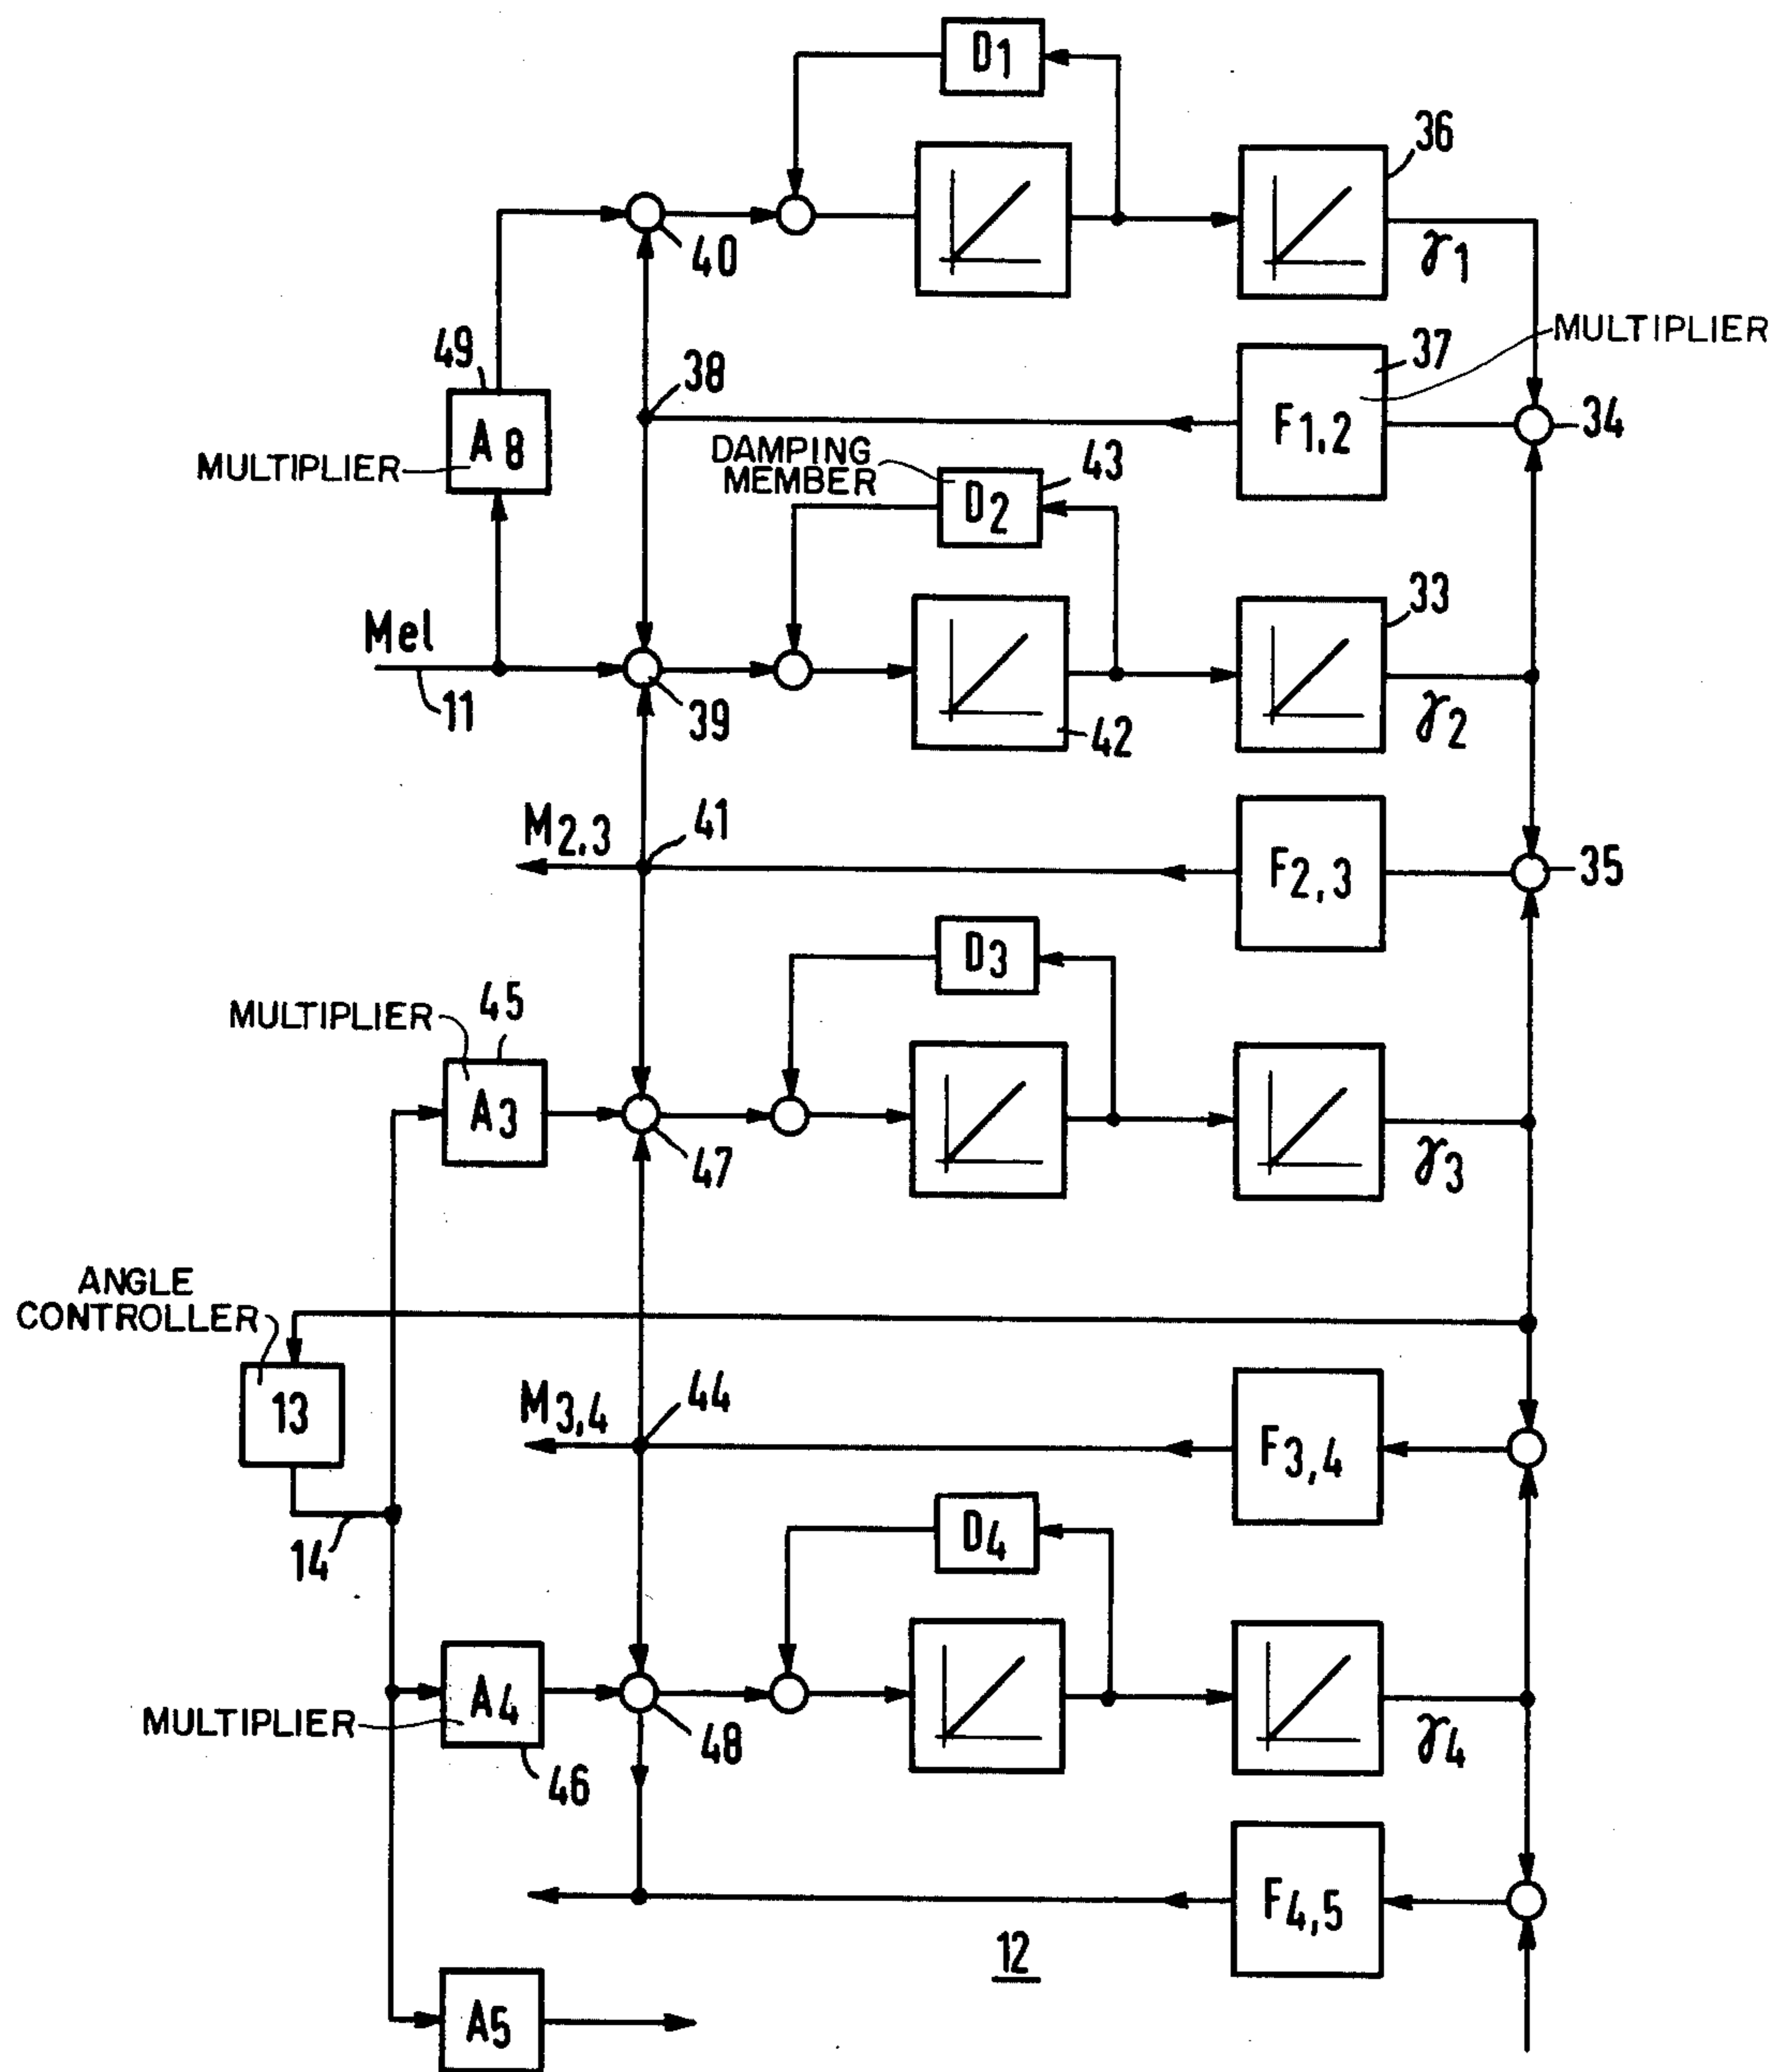 D1
36
40
γ1
MULTIPLIER
49
38
37
A8
F1,2
34
MULTIPLIER
DAMPING
MEMBER
43
D2
33
Mel
11
39
42
γ2
M2,3
41
F2,3
35
D3
MULTIPLIER
45
A3
47
γ3
ANGLE
CONTROLLER
13
M3,4
44
F3,4
14
D4
A4
MULTIPLIER
48
46
γ4
F4,5
12
A5